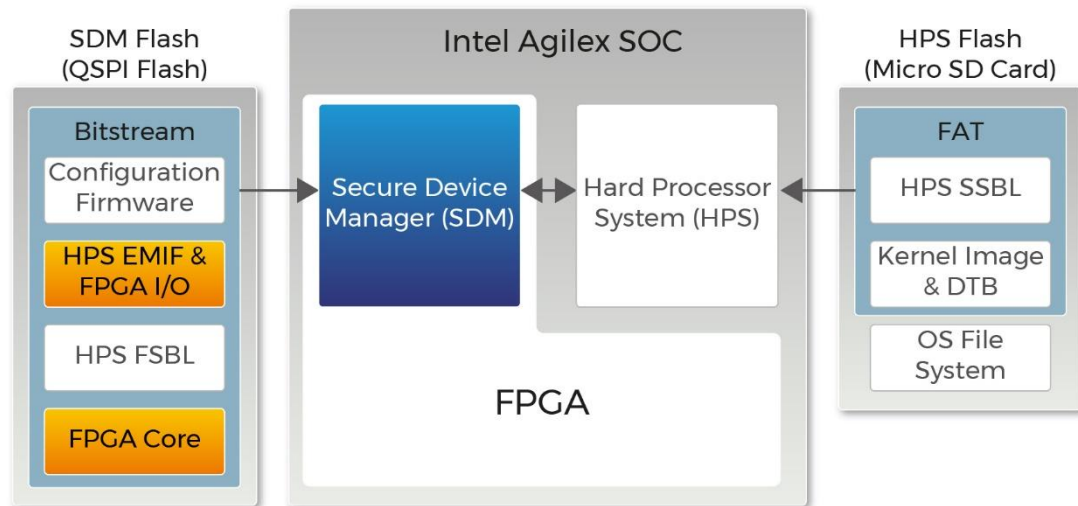 SDM Flash
(QSPI Flash)
Bitstream
Configuration
Firmware
HPS EMIF &
FPGA I/O
HPS FSBL
FPGA Core
Intel Agilex SOC
Secure Device
Manager (SDM)
Hard Processor
System (HPS)
FPGA
HPS Flash
(Micro SD Card)
FAT
HPS SSBL
Kernel Image
& DTB
OS File
System